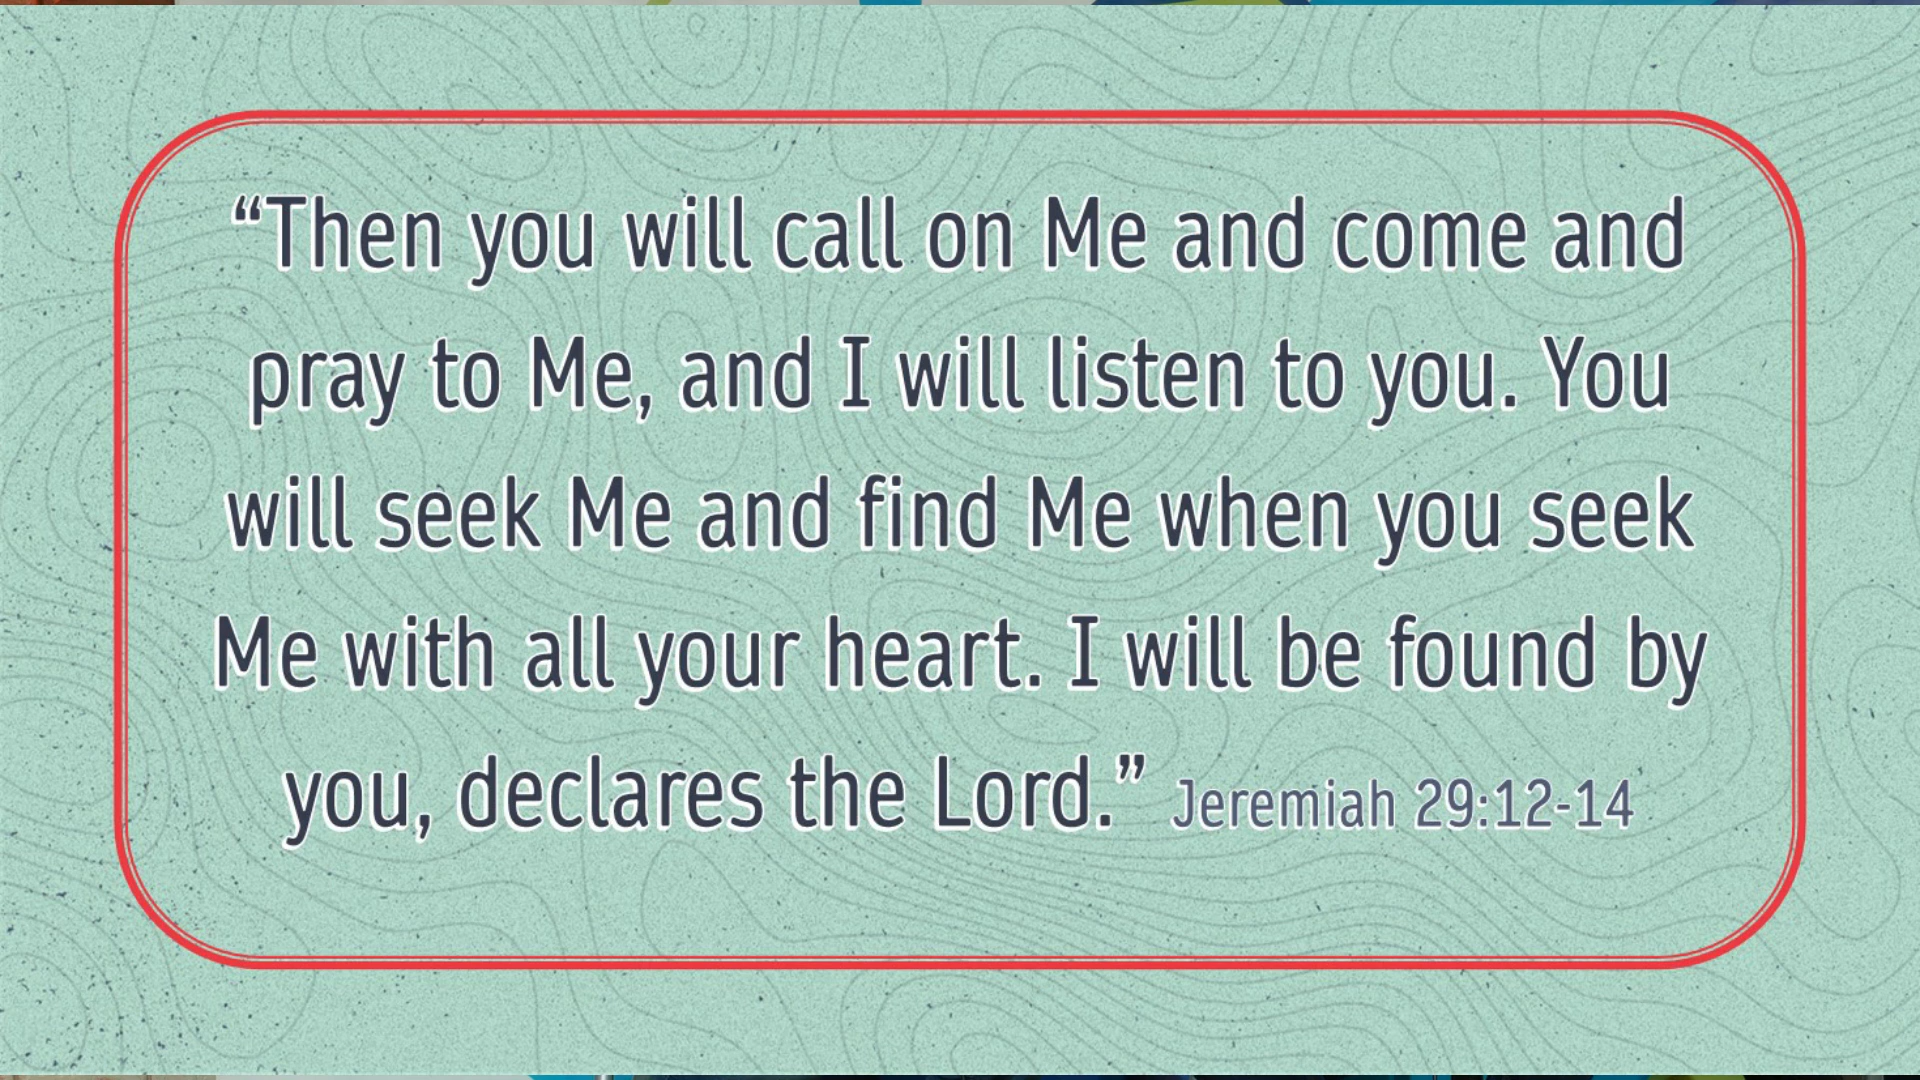 “Then you will call on Me and come and
pray to Me, and I will listen to you. You
will seek Me and find Me when you seek
Me with all your heart. I will be found by
you, declares the Lord.” Jeremiah 29:12-14